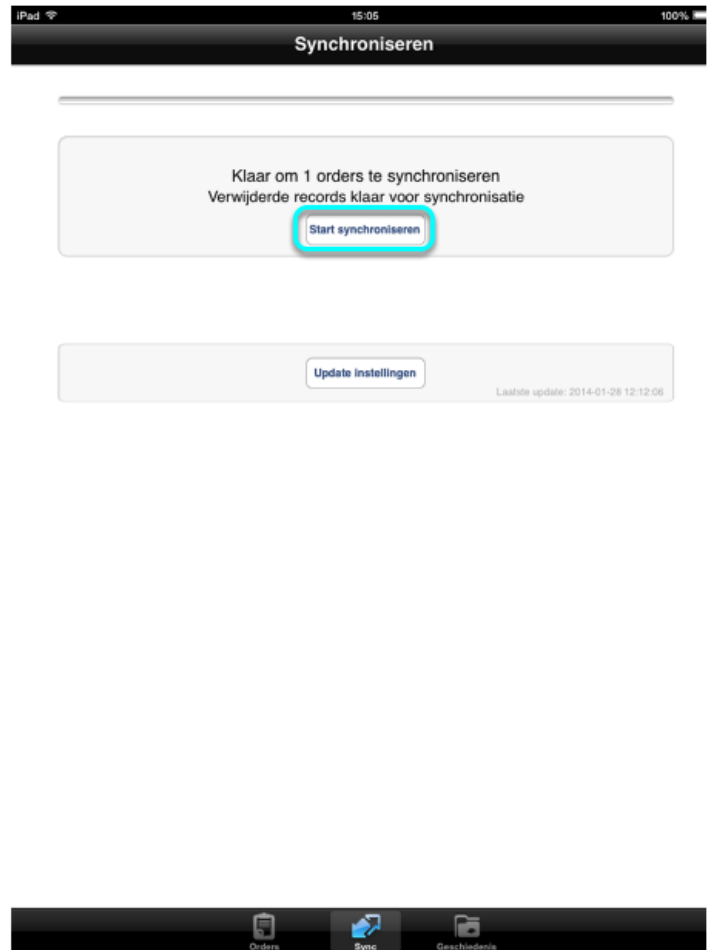 iPad 15:05 100%
Synchroniseren
Klaar om 1 orders te synchroniseren
Verwijderde records klaar voor synchronisatie
Start synchroniseren
Update instellingen
Laatste update: 2014-01-28 12:12:06
Orders Sync Geschiedenis